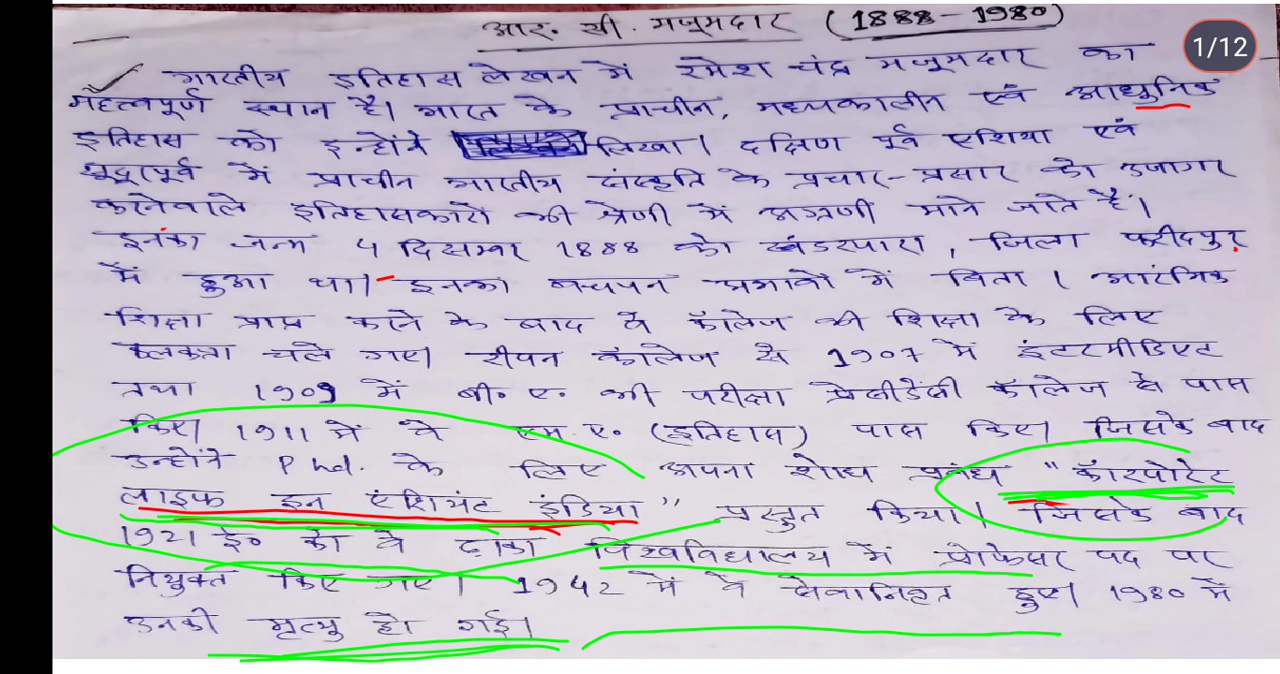 आर. सी. मजूमदार (1888 - 1980)
1/12
भारतीय इतिहास लेखन में रमेश चंद्र मजूमदार का
महत्वपूर्ण स्थान है। भारत के प्राचीन, मध्यकालीन एवं आधुनिक
इतिहास को इन्होंने लिखा। दक्षिण पूर्व एशिया एवं
सुदूरपूर्व में प्राचीन भारतीय संस्कृति के प्रचार-प्रसार को उजागर
करनेवाले इतिहासकारों की श्रेणी में अग्रणी माने जाते हैं।
इनका जन्म 4 दिसम्बर 1888 को खंडरपारा, जिला फरीदपुर
में हुआ था। इनका बचपन अभावों में बिता। आरंभिक
शिक्षा प्राप्त करने के बाद वे कॉलेज की शिक्षा के लिए
कलकत्ता चले गए। रीपन कॉलेज से 1907 में इंटरमीडिएट
तथा 1909 में बी. ए. की परीक्षा प्रेसीडेंसी कॉलेज से पास
किए। 1911 में वे एम. ए. (इतिहास) पास किए। जिसके बाद
उन्होंने Phd. के लिए अपना शोध प्रबंध "कॉरपोरेट
लाइफ इन एंशियंट इंडिया" प्रस्तुत किया। जिसके बाद
1921 ई० को वे ढाका विश्वविद्यालय में प्रोफेसर पद पर
नियुक्त किए गए। 1942 में वे सेवानिवृत हुए। 1980 में
उनकी मृत्यु हो गई।